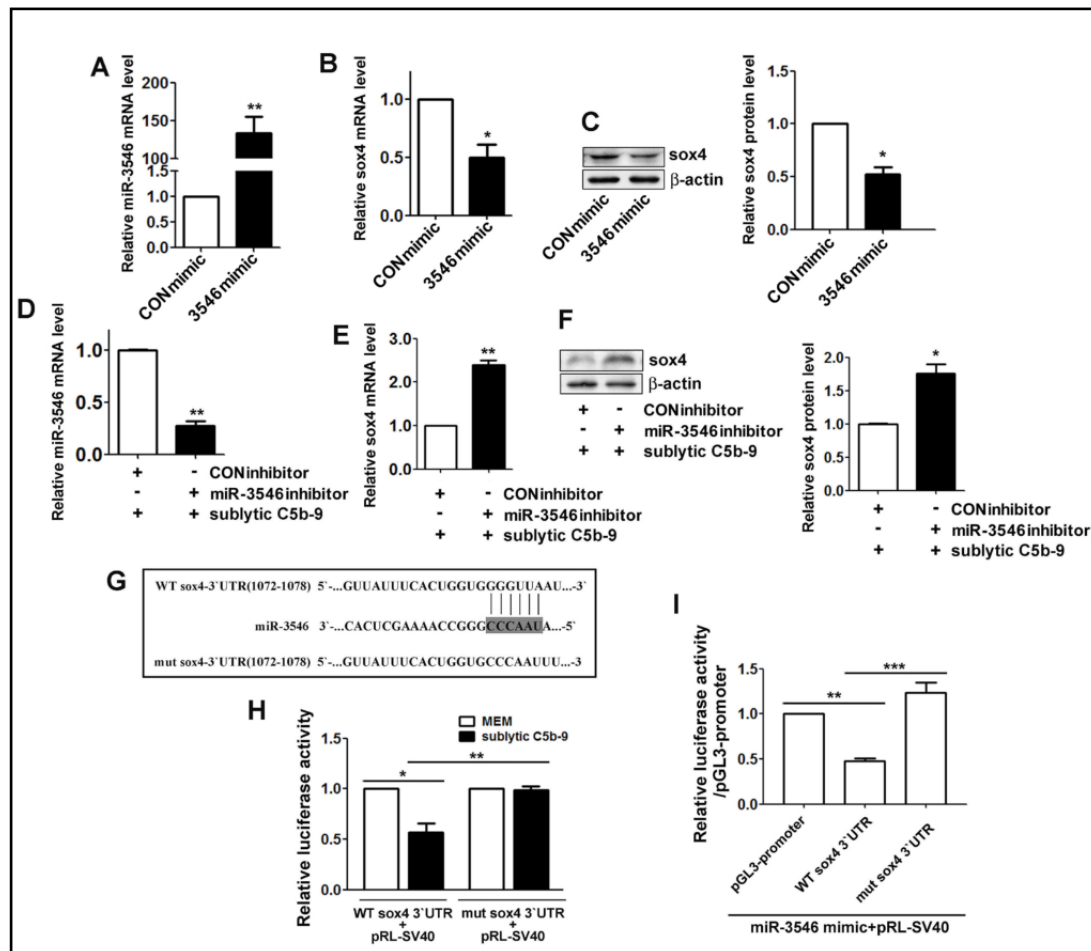 A
Relative miR-3546 mRNA level
200
150
100
1.5
1.0
0.5
0.0
**
CONmimic
3546mimic
B
Relative sox4 mRNA level
1.0
0.5
0.0
*
CONmimic
3546mimic
C
sox4
β-actin
CONmimic
3546mimic
Relative sox4 protein level
1.5
1.0
0.5
0.0
*
CONmimic
3546mimic
D
Relative miR-3546 mRNA level
1.0
0.5
0.0
**
+ - CONinhibitor
- + miR-3546inhibitor
+ + sublytic C5b-9
E
Relative sox4 mRNA level
3.0
2.0
1.0
0.0
**
+ - CONinhibitor
- + miR-3546inhibitor
+ + sublytic C5b-9
F
sox4
β-actin
+ - CONinhibitor
- + miR-3546inhibitor
+ + sublytic C5b-9
Relative sox4 protein level
2.0
1.5
1.0
0.5
0.0
*
+ - CONinhibitor
- + miR-3546inhibitor
+ + sublytic C5b-9
G
WT sox4-3`UTR(1072-1078) 5`-...GUUAUUUCACUGGUGGGGUUAAU...-3`
miR-3546 3`-...CACUCGAAAACCGGGCCCAAUA...-5`
mut sox4-3`UTR(1072-1078) 5`-...GUUAUUUCACUGGUGCCCAAUUU...-3
H
Relative luciferase activity
1.5
1.0
0.5
0.0
MEM
sublytic C5b-9
*
**
WT sox4 3`UTR
+
pRL-SV40
mut sox4 3`UTR
+
pRL-SV40
I
Relative luciferase activity
/pGL3-promoter
1.5
1.0
0.5
0.0
**
***
pGL3-promoter
WT sox4 3`UTR
mut sox4 3`UTR
miR-3546 mimic+pRL-SV40